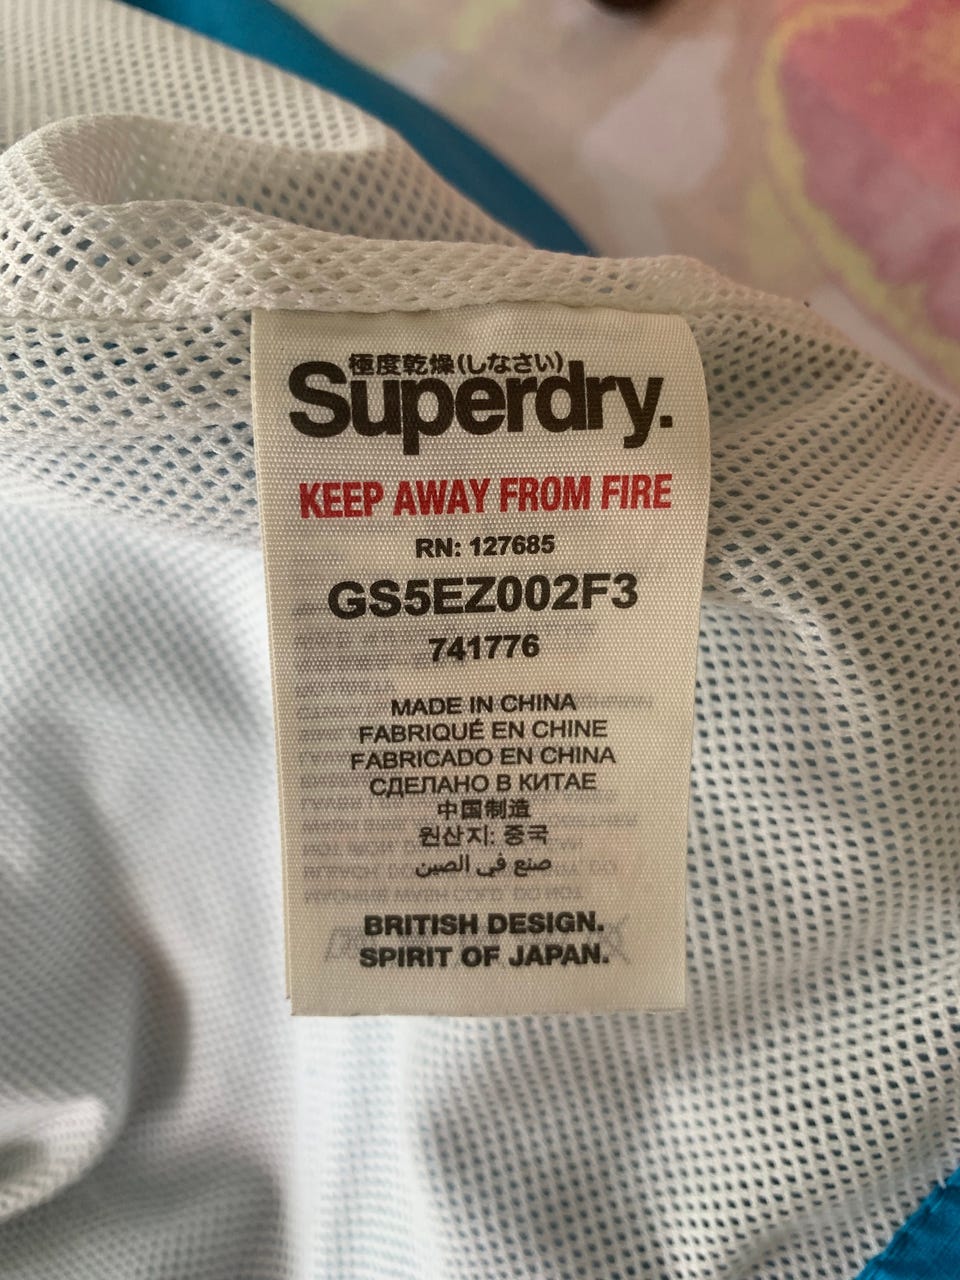 極度乾燥(しなさい)
Superdry.
KEEP AWAY FROM FIRE
RN: 127685
GS5EZ002F3
741776
MADE IN CHINA
FABRIQUÉ EN CHINE
FABRICADO EN CHINA
СДЕЛАНО В КИТАЕ
中国制造
원산지: 중국
صنع في الصين
BRITISH DESIGN.
SPIRIT OF JAPAN.